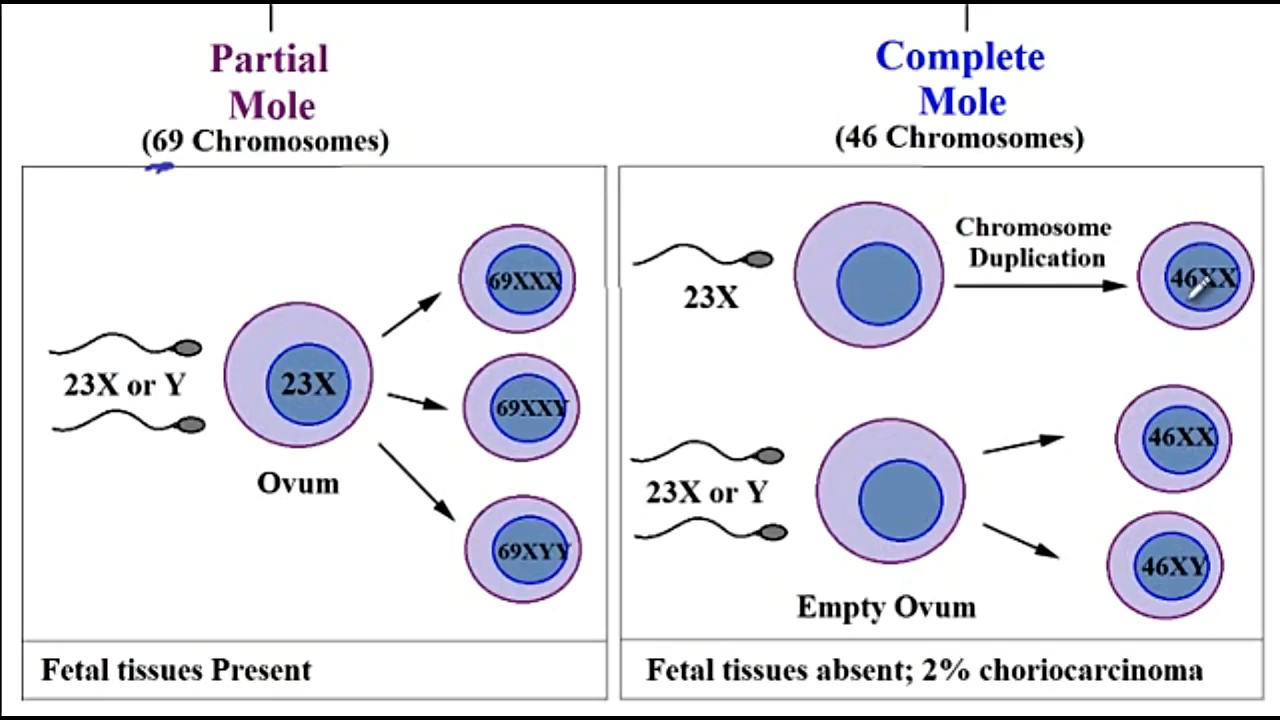 Partial
Mole
(69 Chromosomes)
23X or Y
23X
Ovum
69XXX
69XXY
69XYY
Fetal tissues Present
Complete
Mole
(46 Chromosomes)
23X
Chromosome
Duplication
46XX
23X or Y
Empty Ovum
46XX
46XY
Fetal tissues absent; 2% choriocarcinoma